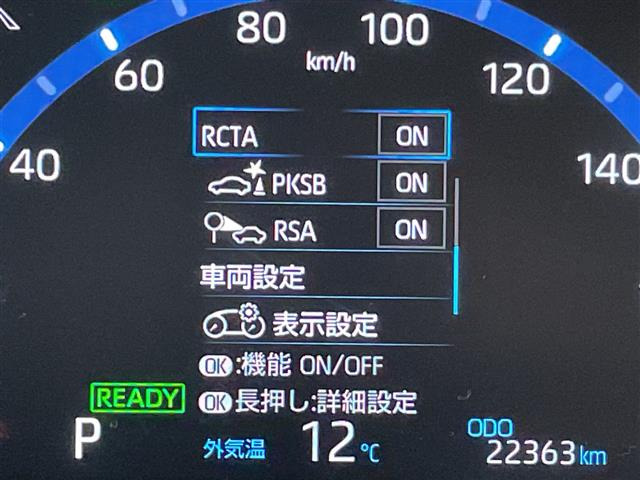 80 100
km/h
60 120
40 140
RCTA ON
PKSB ON
RSA ON
車両設定
表示設定
OK:機能 ON/OFF
OK長押し:詳細設定
READY
P 外気温 12℃ ODO 22363km